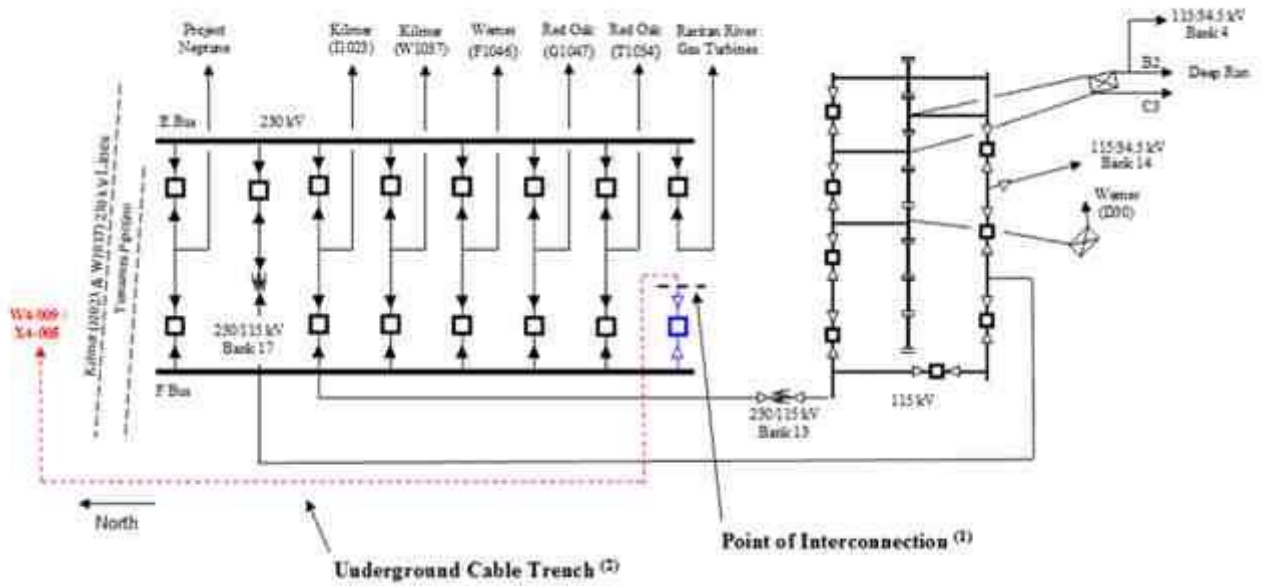 115/34.5 kV
Bank 4
Project
Neptune
Kilmer
(I1023)
Kilmer
(W1037)
Werner
(F1046)
Red Oak
(G1047)
Red Oak
(T1054)
Raritan River
Gas Turbines
B2
Deep Run
C3
E Bus
230 kV
115/34.5 kV
Bank 14
Werner
Kilmer (I1023 & W1037) 230 kV Lines
Pipeline
W4-009 /
X4-005
230/115 kV
Bank 17
F Bus
230/115 kV
Bank 13
115 kV
North
Point of Interconnection (1)
Underground Cable Trench (2)